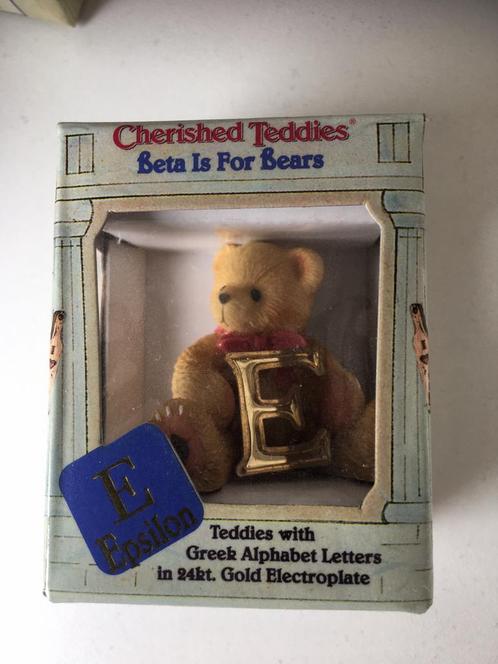 Cherished Teddies®
Beta Is For Bears
E
E
Epsilon
Teddies with
Greek Alphabet Letters
in 24kt. Gold Electroplate